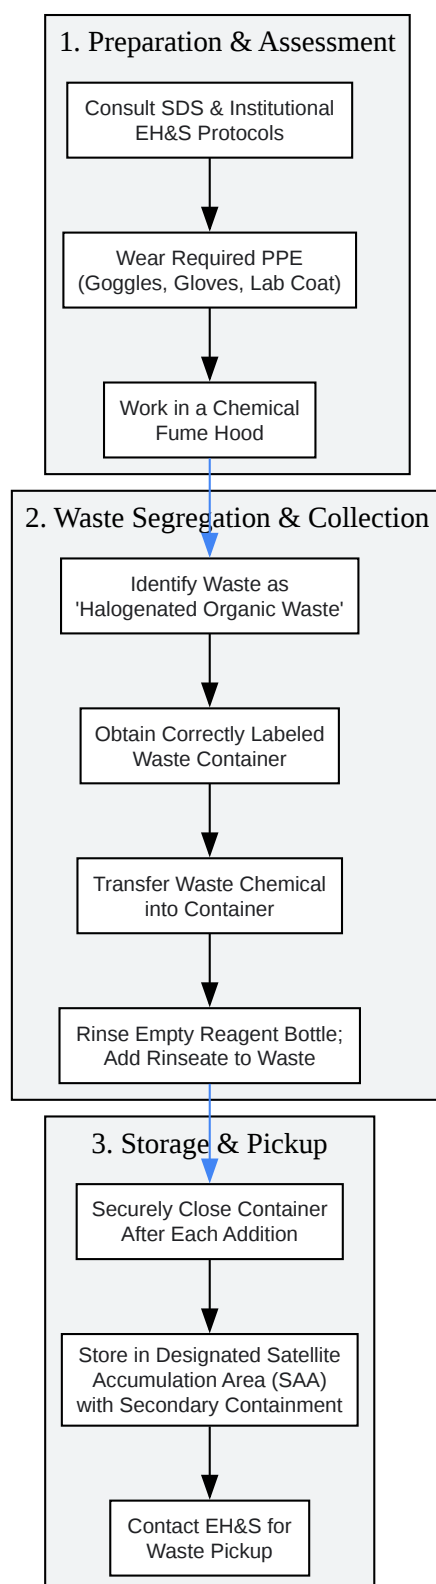 1. Preparation & Assessment
Consult SDS & Institutional
EH&S Protocols
Wear Required PPE
(Goggles, Gloves, Lab Coat)
Work in a Chemical
Fume Hood
2. Waste Segregation & Collection
Identify Waste as
'Halogenated Organic Waste'
Obtain Correctly Labeled
Waste Container
Transfer Waste Chemical
into Container
Rinse Empty Reagent Bottle;
Add Rinseate to Waste
3. Storage & Pickup
Securely Close Container
After Each Addition
Store in Designated Satellite
Accumulation Area (SAA)
with Secondary Containment
Contact EH&S for
Waste Pickup